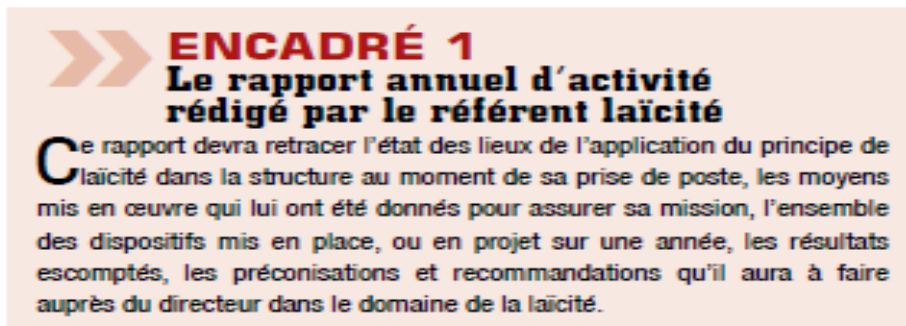 ENCADRÉ 1
Le rapport annuel d'activité
rédigé par le référent laïcité
Ce rapport devra retracer l'état des lieux de l'application du principe de
laïcité dans la structure au moment de sa prise de poste, les moyens
mis en œuvre qui lui ont été donnés pour assurer sa mission, l'ensemble
des dispositifs mis en place, ou en projet sur une année, les résultats
escomptés, les préconisations et recommandations qu'il aura à faire
auprès du directeur dans le domaine de la laïcité.